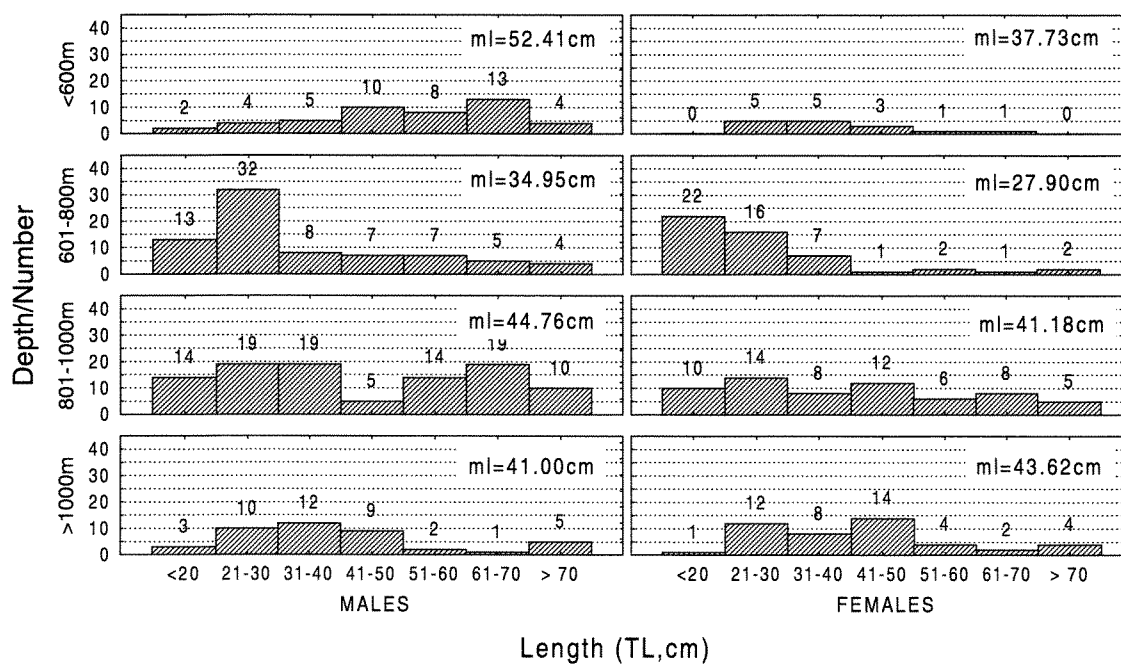 ml=52.41cm
<600m
40
30
20
10
0
2 4 5 10 8 13 4
ml=37.73cm
0 5 5 3 1 1 0
ml=34.95cm
601-800m
40
30
20
10
0
13 32 8 7 7 5 4
ml=27.90cm
22 16 7 1 2 1 2
Depth/Number
ml=44.76cm
801-1000m
40
30
20
10
0
14 19 19 5 14 19 10
ml=41.18cm
10 14 8 12 6 8 5
ml=41.00cm
>1000m
40
30
20
10
0
3 10 12 9 2 1 5
ml=43.62cm
1 12 8 14 4 2 4
<20 21-30 31-40 41-50 51-60 61-70 > 70
MALES
<20 21-30 31-40 41-50 51-60 61-70 > 70
FEMALES
Length (TL,cm)